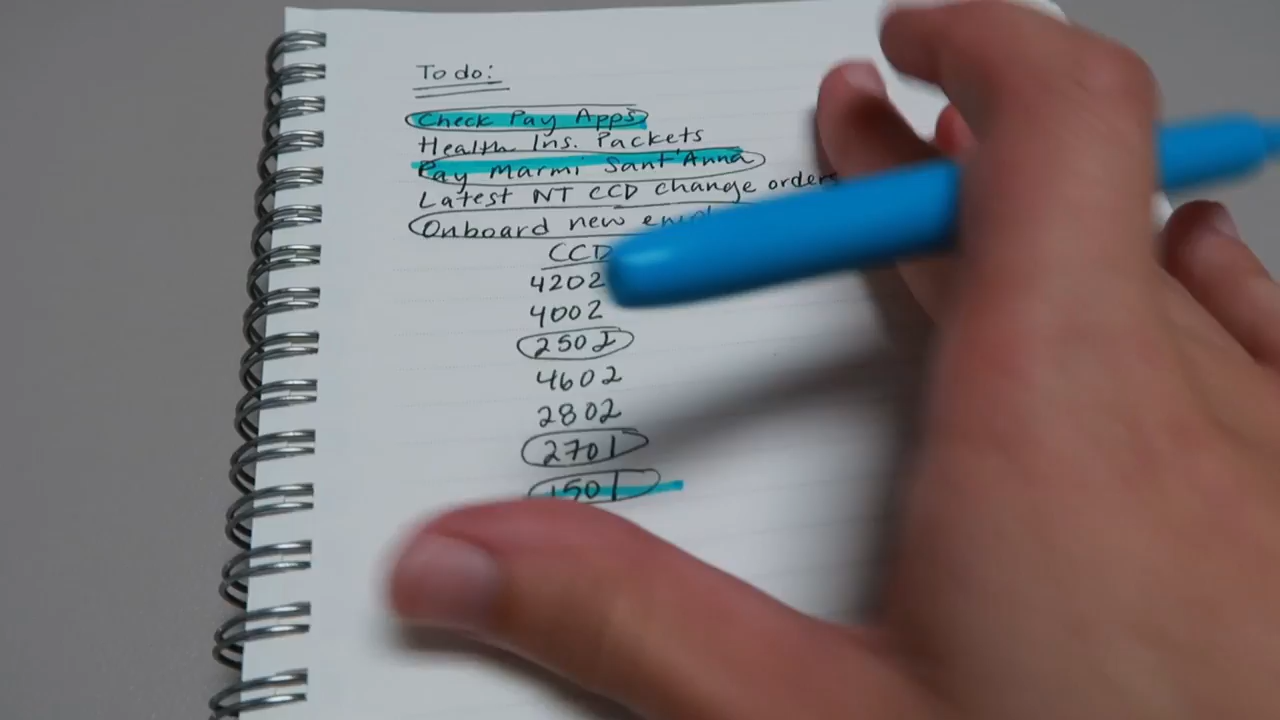 To do:
Check Pay Apps
Health Ins. Packets
Pay Marmi Sant'Anna
Latest NT CCD change orders
Onboard new
CCD
4202
4002
2502
4602
2802
2701
1501